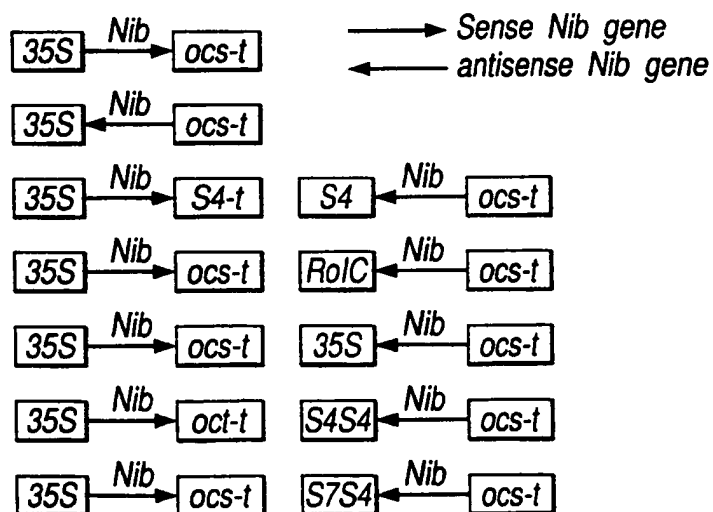 35S Nib ocs-t
Sense Nib gene
antisense Nib gene
35S Nib ocs-t
35S Nib S4-t S4 Nib ocs-t
35S Nib ocs-t RolC Nib ocs-t
35S Nib ocs-t 35S Nib ocs-t
35S Nib oct-t S4S4 Nib ocs-t
35S Nib ocs-t S7S4 Nib ocs-t